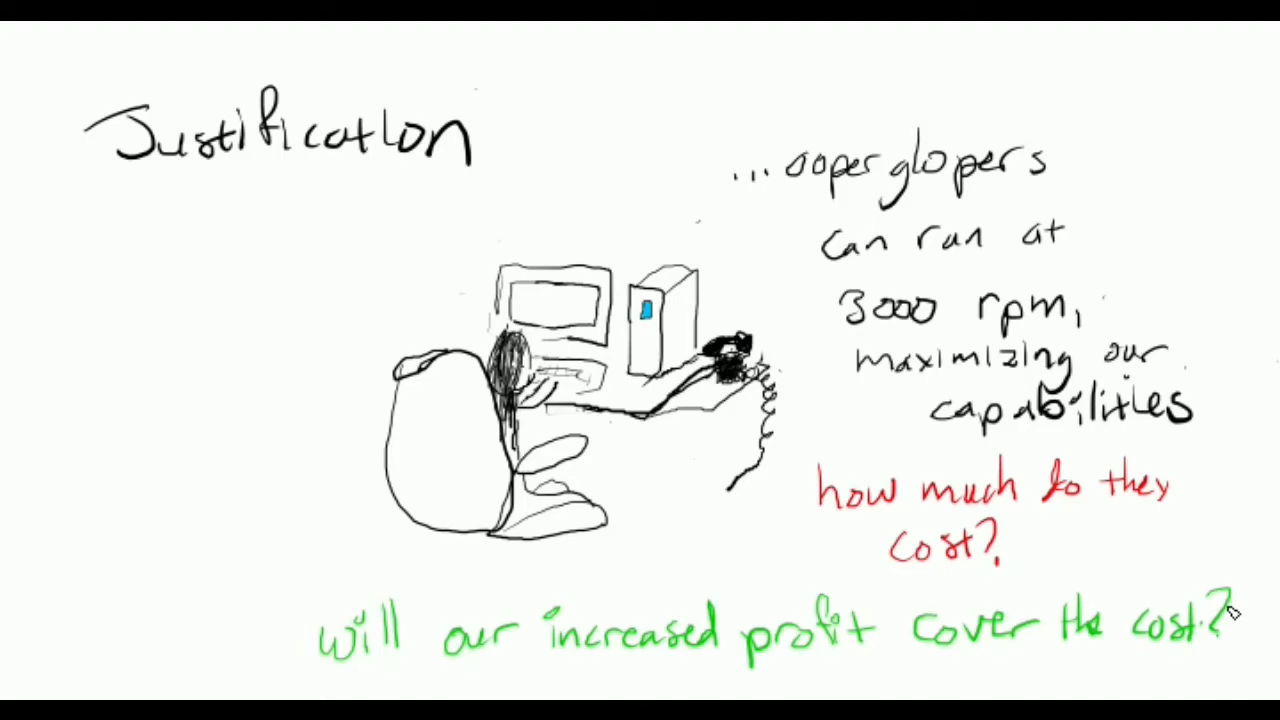 Justification
...ooperglopers
can run at
3000 rpm,
maximizing our
capabilities
how much do they
cost?
will our increased profit cover the cost?